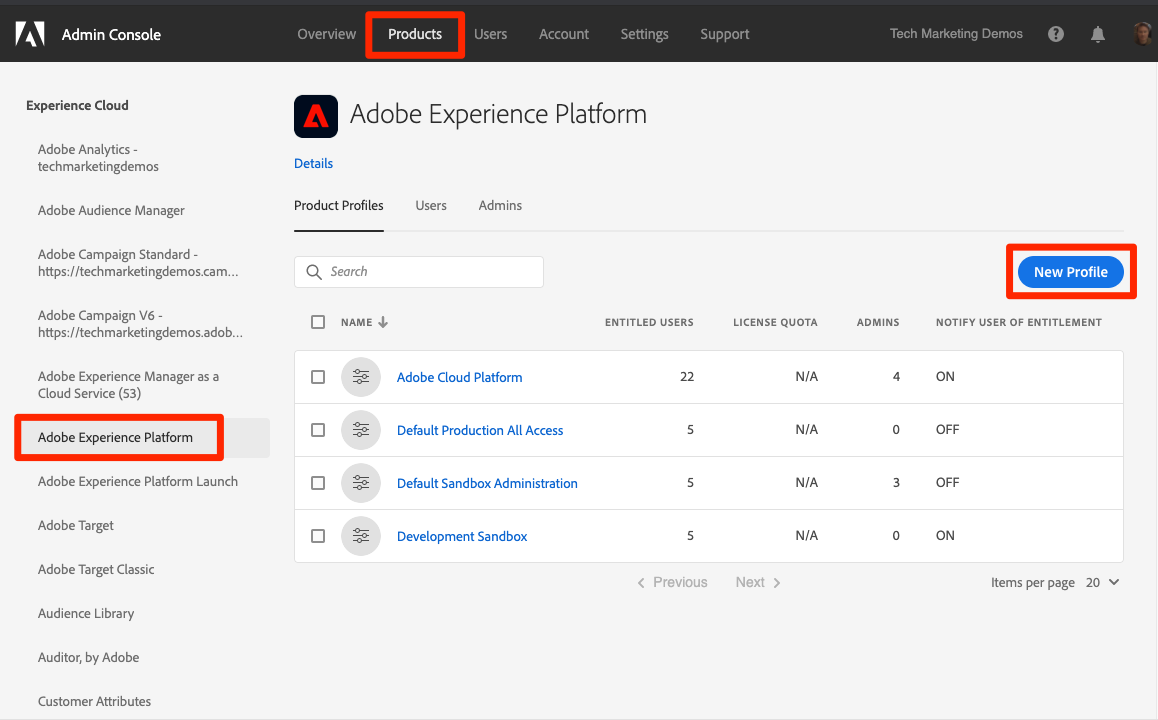 Admin Console
Overview
Products
Users
Account
Settings
Support
Tech Marketing Demos
Experience Cloud
Adobe Analytics -
techmarketingdemos
Adobe Audience Manager
Adobe Campaign Standard -
https://techmarketingdemos.cam...
Adobe Campaign V6 -
https://techmarketingdemos.adob...
Adobe Experience Manager as a
Cloud Service (53)
Adobe Experience Platform
Adobe Experience Platform Launch
Adobe Target
Adobe Target Classic
Audience Library
Auditor, by Adobe
Customer Attributes
Adobe Experience Platform
Details
Product Profiles Users Admins
Search
New Profile
NAME ENTITLED USERS LICENSE QUOTA ADMINS NOTIFY USER OF ENTITLEMENT
Adobe Cloud Platform 22 N/A 4 ON
Default Production All Access 5 N/A 0 OFF
Default Sandbox Administration 5 N/A 3 OFF
Development Sandbox 5 N/A 0 ON
Previous Next Items per page 20